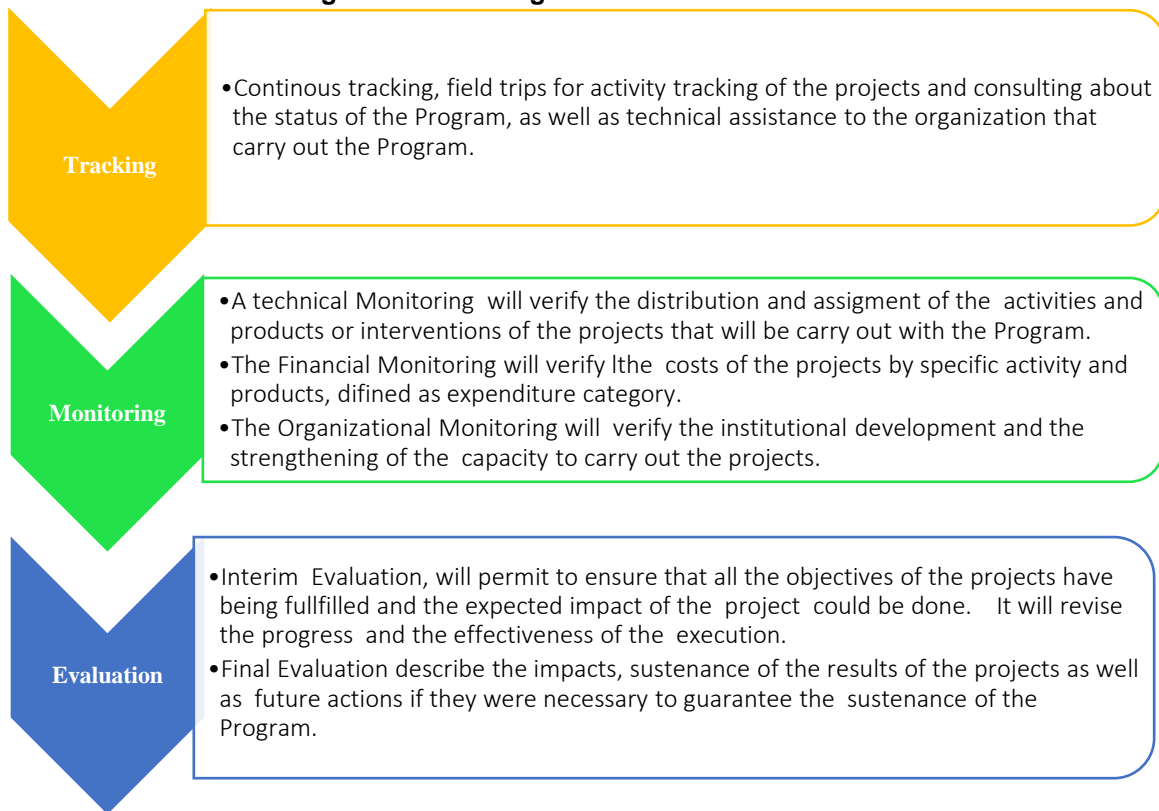 Tracking
•Continous tracking, field trips for activity tracking of the projects and consulting about
the status of the Program, as well as technical assistance to the organization that
carry out the Program.
Monitoring
•A technical Monitoring will verify the distribution and assigment of the activities and
products or interventions of the projects that will be carry out with the Program.
•The Financial Monitoring will verify lthe costs of the projects by specific activity and
products, difined as expenditure category.
•The Organizational Monitoring will verify the institutional development and the
strengthening of the capacity to carry out the projects.
Evaluation
•Interim Evaluation, will permit to ensure that all the objectives of the projects have
being fullfilled and the expected impact of the project could be done. It will revise
the progress and the effectiveness of the execution.
•Final Evaluation describe the impacts, sustenance of the results of the projects as well
as future actions if they were necessary to guarantee the sustenance of the
Program.